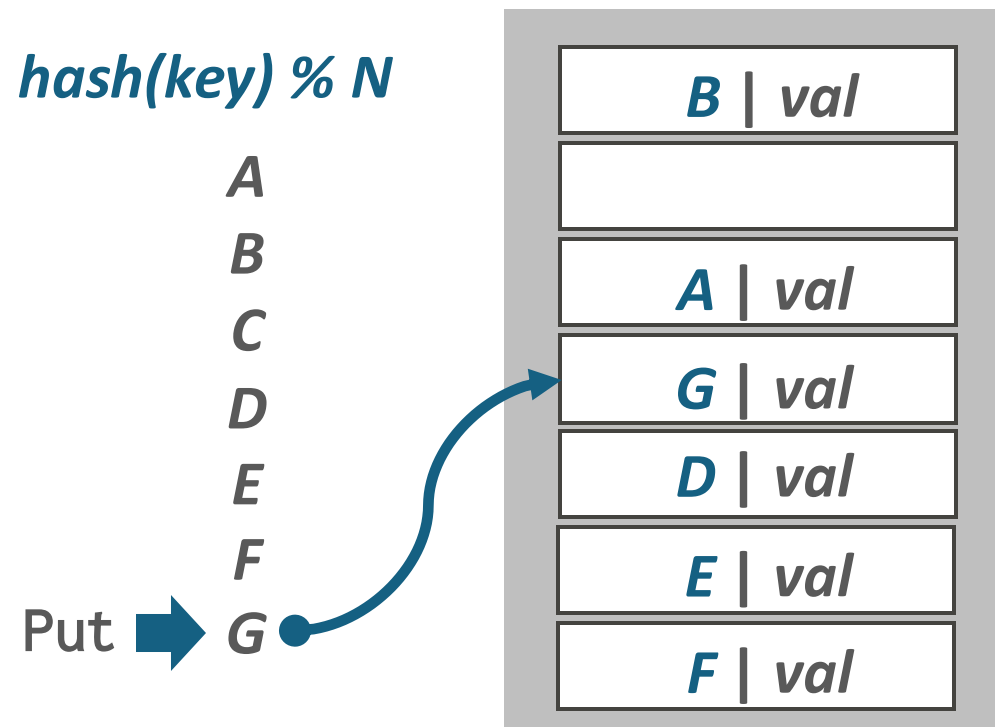 hash(key) % N
A
B
C
D
E
F
Put G
B | val
A | val
G | val
D | val
E | val
F | val